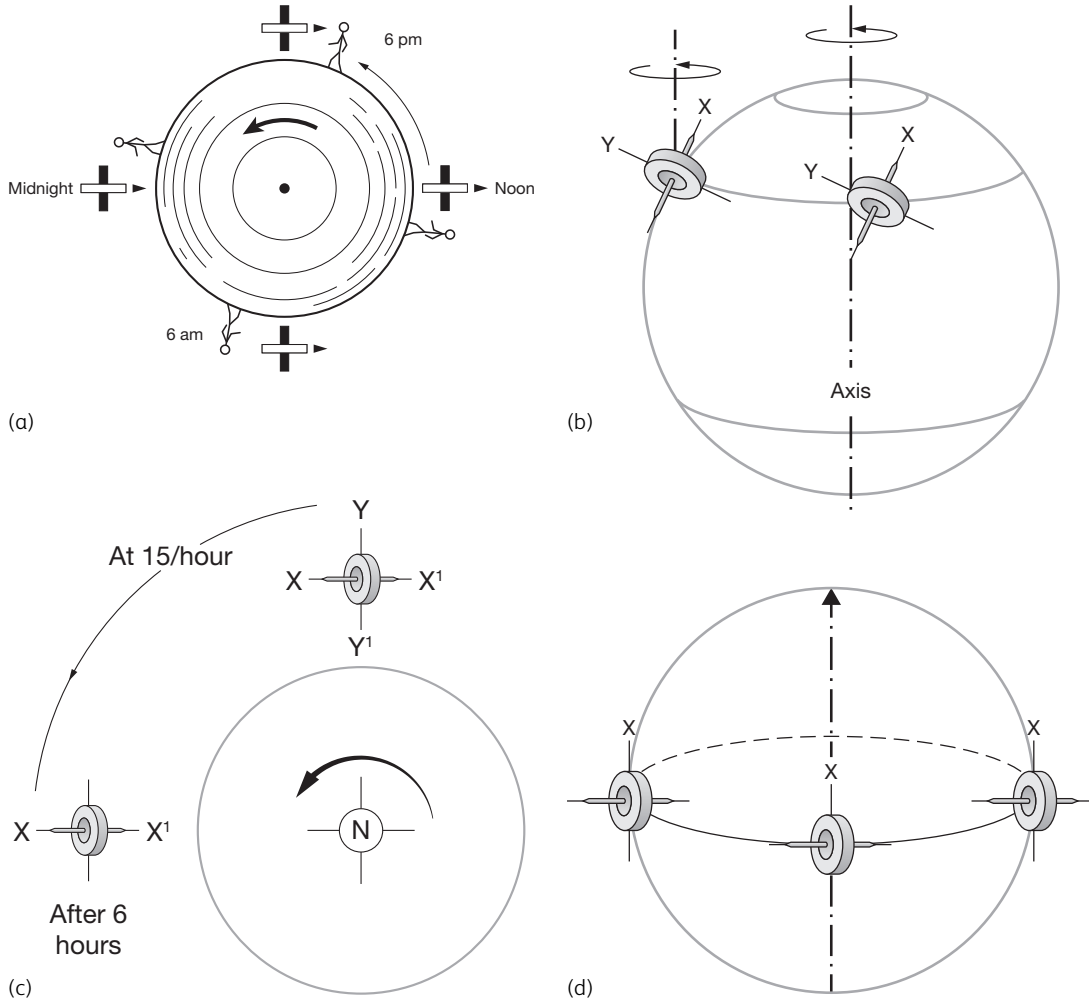 6 pm
Midnight
Noon
6 am
(a)
X
Y
X
Y
Axis
(b)
Y
At 15/hour
X
X¹
Y¹
N
X
X¹
After 6
hours
(c)
X
X
X
(d)